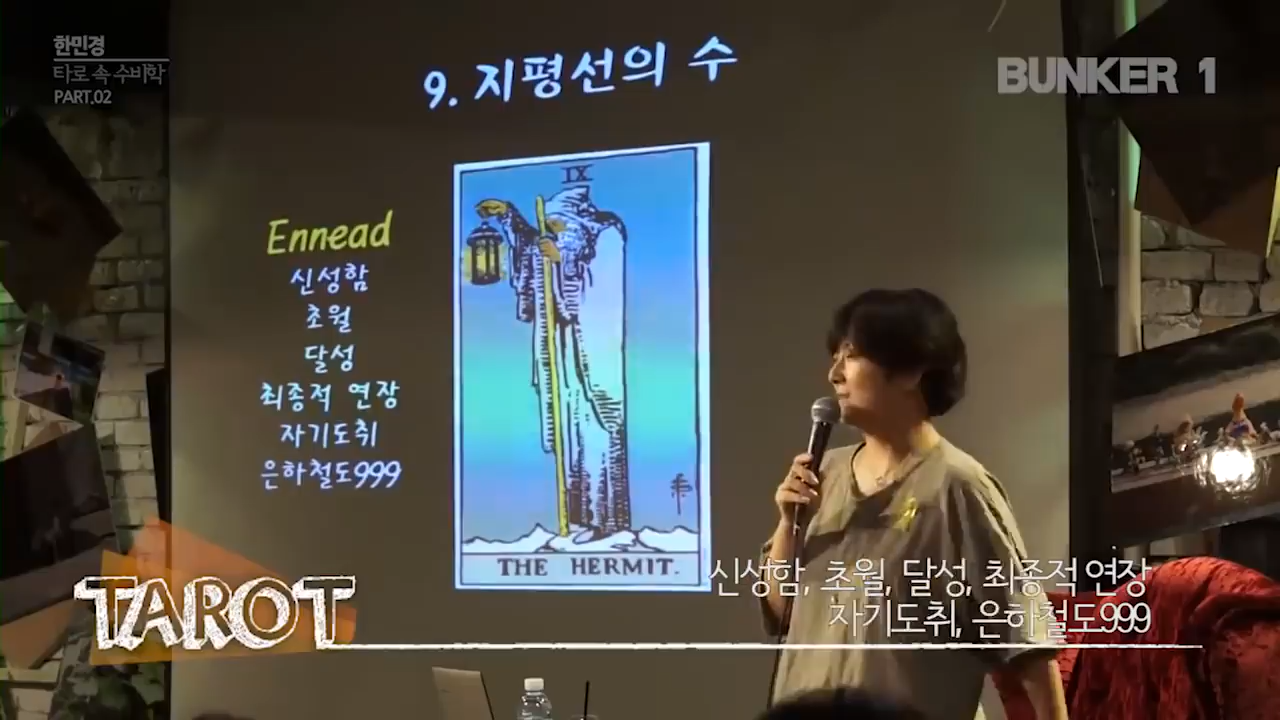 한민경
타로 속 수비학
PART.02
BUNKER 1
9. 지평선의 수
Ennead
신성함
초월
달성
최종적 연장
자기도취
은하철도999
IX
THE HERMIT.
TAROT
신성함, 초월, 달성, 최종적 연장
자기도취, 은하철도999